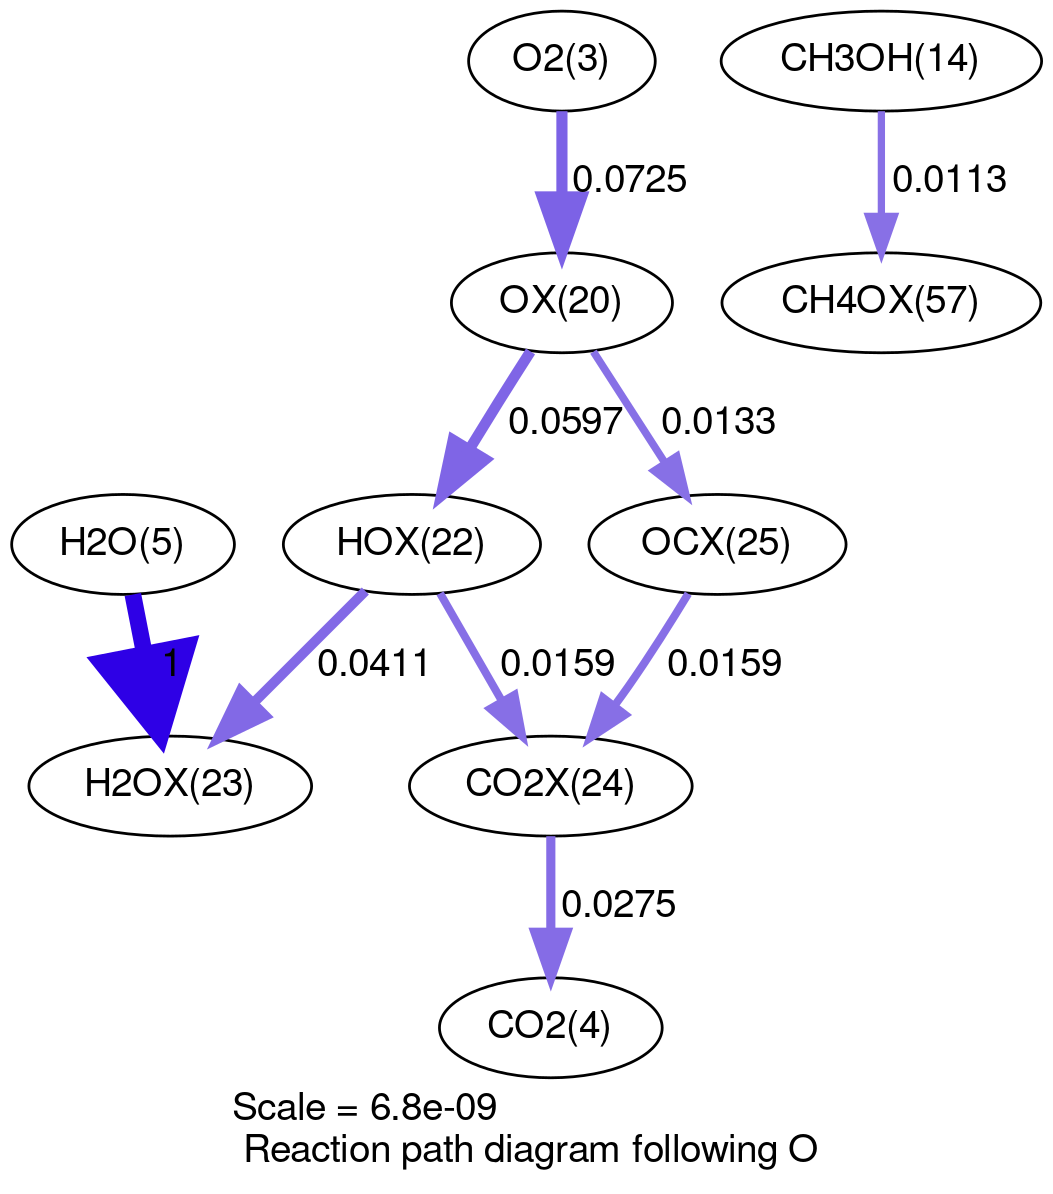 O2(3)
CH3OH(14)
0.0725
0.0113
OX(20)
CH4OX(57)
0.0597
0.0133
H2O(5)
HOX(22)
OCX(25)
1
0.0411
0.0159
0.0159
H2OX(23)
CO2X(24)
0.0275
CO2(4)
Scale = 6.8e-09
Reaction path diagram following O